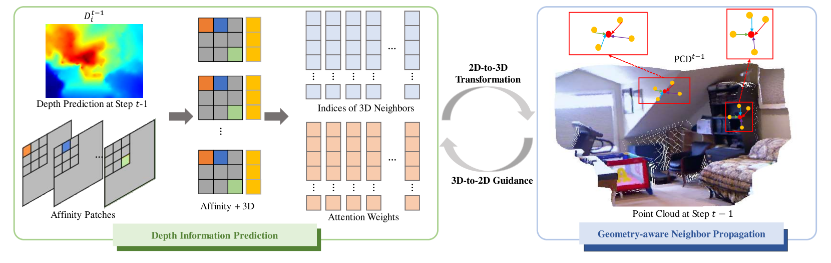 D_i^{t-1}
Depth Prediction at Step t-1
...
Affinity Patches
⋮
Affinity + 3D
...
⋮ ⋮ ⋮ ⋮ ⋮ ⋮
Indices of 3D Neighbors
...
⋮ ⋮ ⋮ ⋮ ⋮ ⋮
Attention Weights
Depth Information Prediction
2D-to-3D
Transformation
3D-to-2D Guidance
PCD^{t-1}
Point Cloud at Step t − 1
Geometry-aware Neighbor Propagation